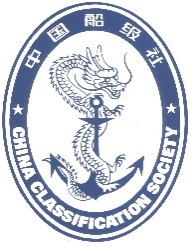 中国船级社
CHINA CLASSIFICATION SOCIETY